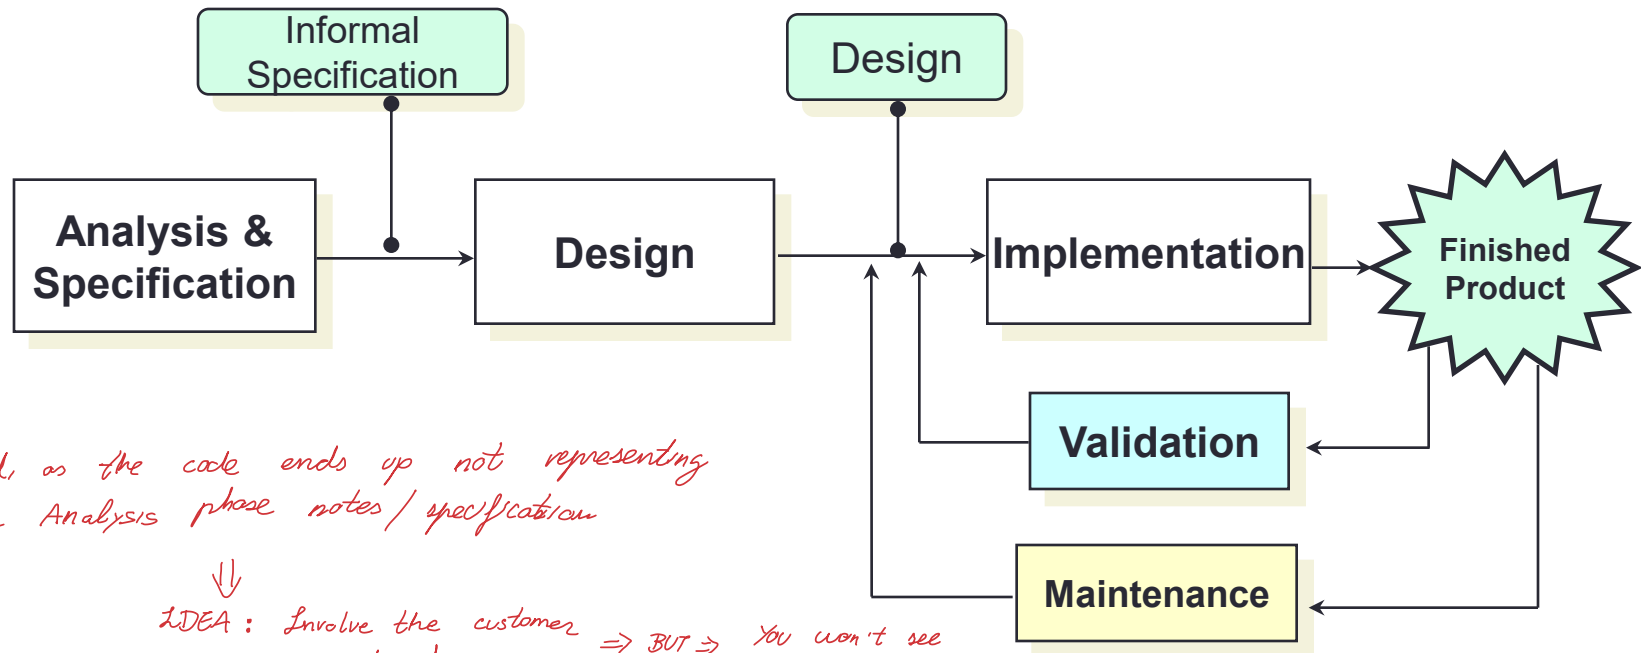 Informal
Specification
Design
Analysis &
Specification
Design
Implementation
Finished
Product
Validation
Maintenance
as the code ends up not representing
Analysis phase notes / specification
IDEA: Involve the customer => BUT => You won't see